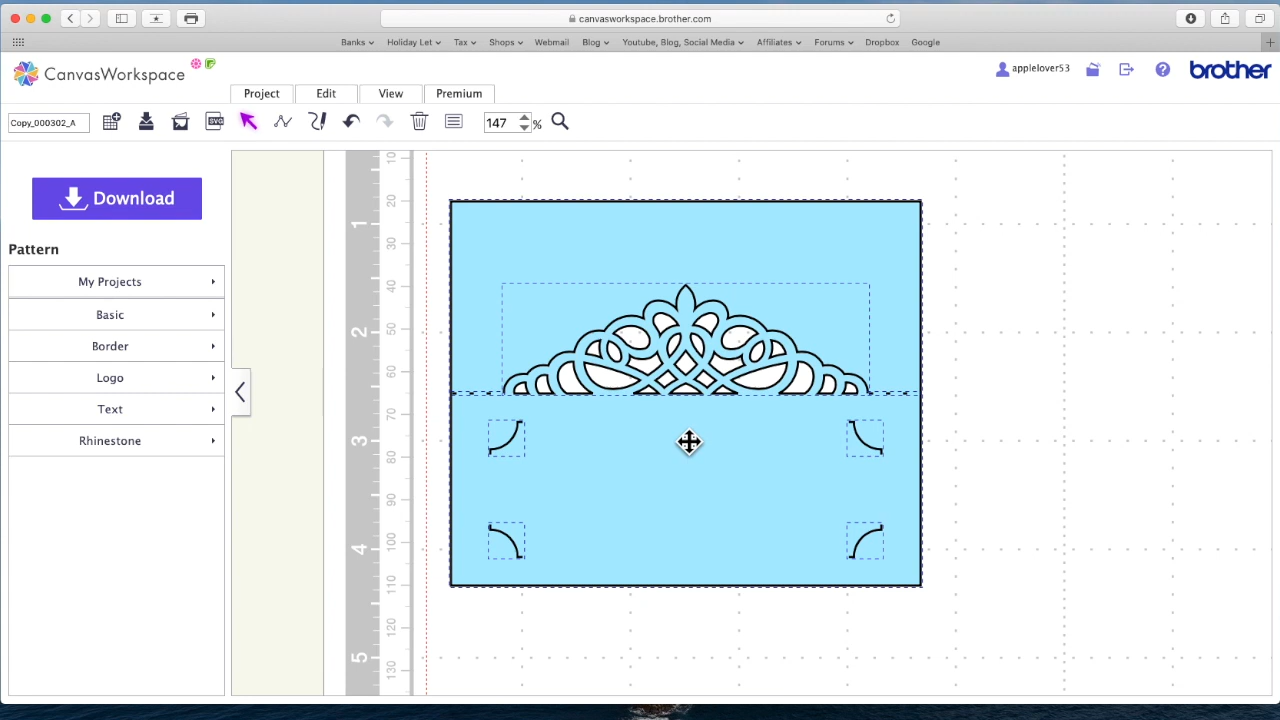 canvasworkspace.brother.com
Banks Holiday Let Tax Shops Webmail Blog Youtube, Blog, Social Media Affiliates Forums Dropbox Google
CanvasWorkspace
applelover53
brother
Project Edit View Premium
Copy_000302_A
SVG
147 %
Download
Pattern
My Projects
Basic
Border
Logo
Text
Rhinestone
10
20
1
30
40
2
50
60
70
3
80
90
4
100
110
120
5
130